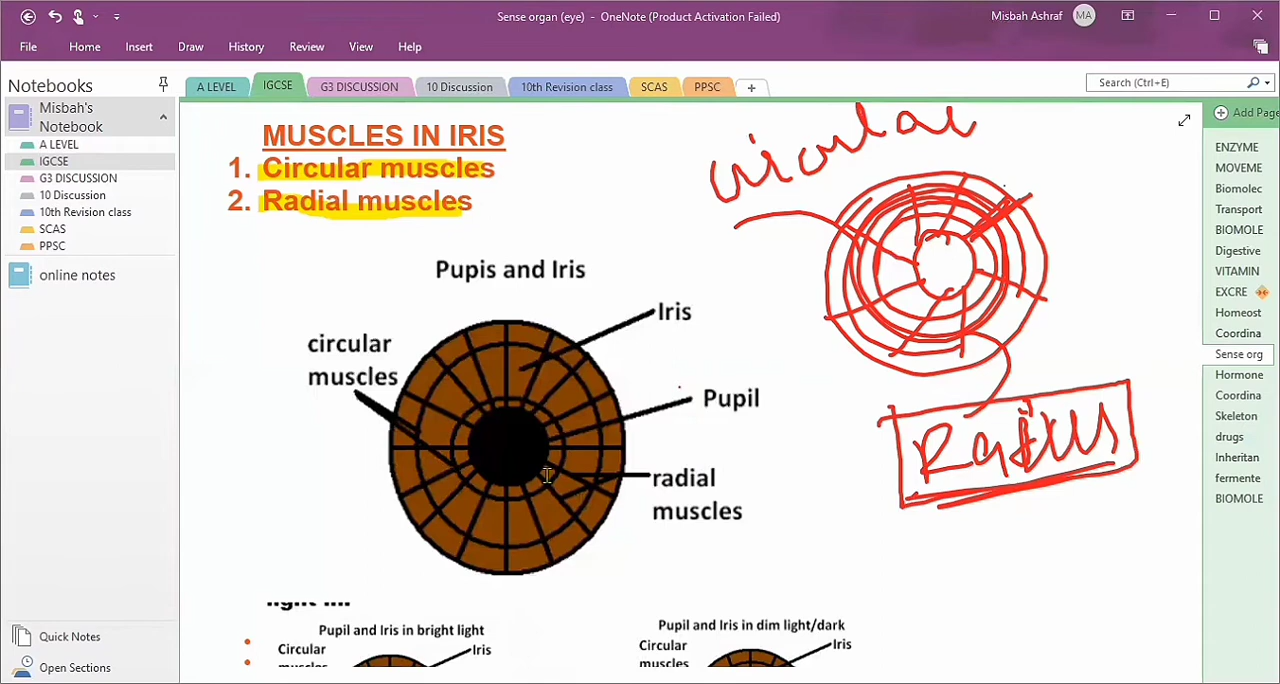 Sense organ (eye) - OneNote (Product Activation Failed)
Misbah Ashraf
MA
File Home Insert Draw History Review View Help
Notebooks
Misbah's
Notebook
A LEVEL
IGCSE
G3 DISCUSSION
10 Discussion
10th Revision class
SCAS
PPSC
online notes
Quick Notes
Open Sections
A LEVEL IGCSE G3 DISCUSSION 10 Discussion 10th Revision class SCAS PPSC +
Search (Ctrl+E)
MUSCLES IN IRIS
1. Circular muscles
2. Radial muscles
circular
Pupis and Iris
Iris
circular
muscles
Pupil
radial
muscles
Radius
Pupil and Iris in bright light
Circular
muscles
Iris
Pupil and Iris in dim light/dark
Circular
muscles
Iris
Add Page
ENZYME
MOVEME
Biomolec
Transport
BIOMOLE
Digestive
VITAMIN
EXCRE
Homeost
Coordina
Sense org
Hormone
Coordina
Skeleton
drugs
Inheritan
fermente
BIOMOLE